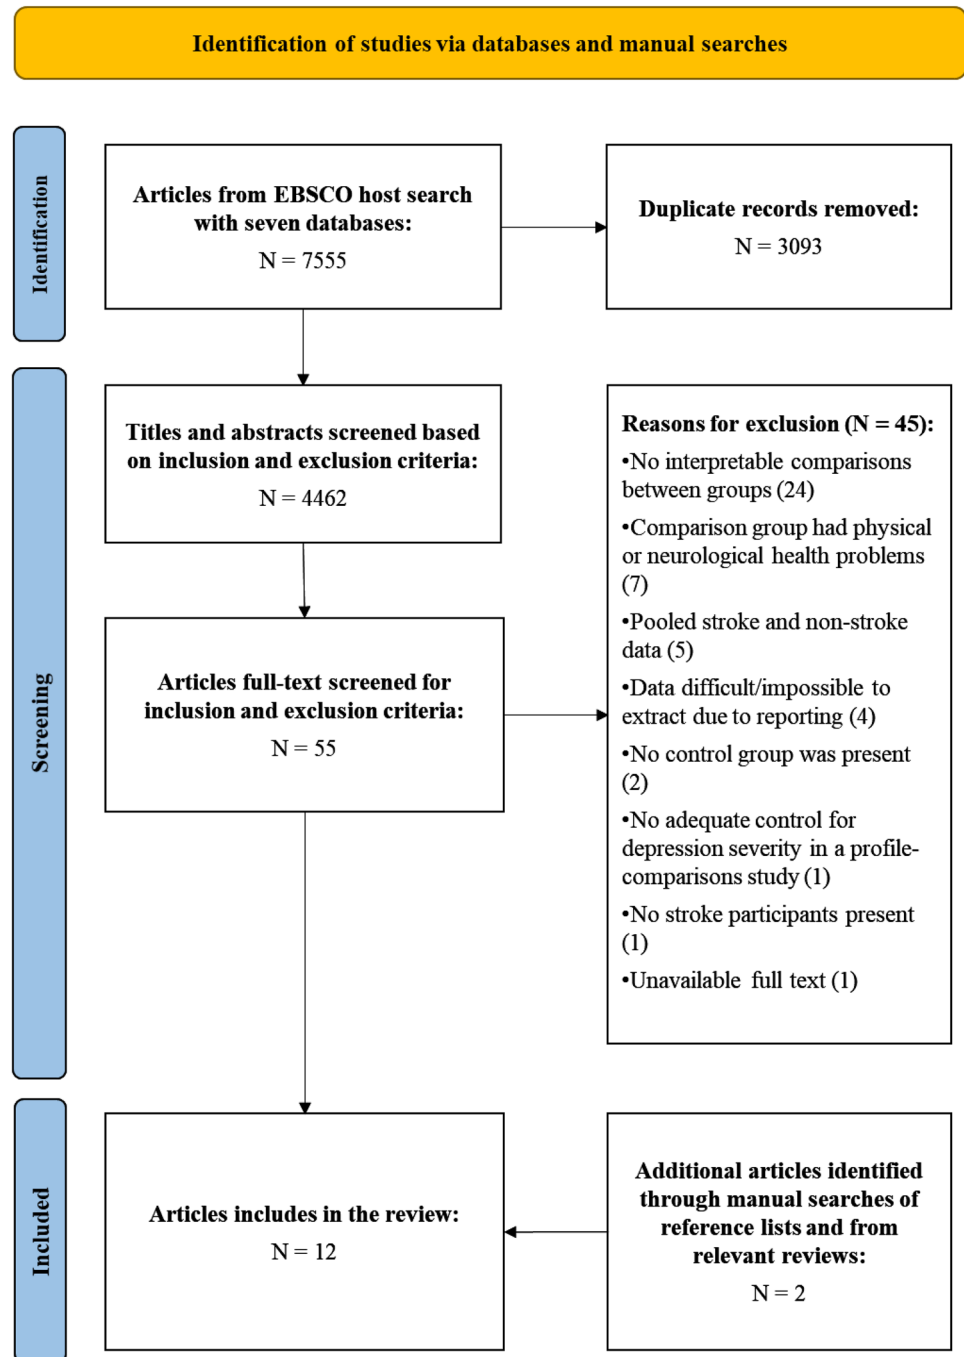 Identification of studies via databases and manual searches
Identification
Articles from EBSCO host search
with seven databases:
N = 7555
Duplicate records removed:
N = 3093
Screening
Titles and abstracts screened based
on inclusion and exclusion criteria:
N = 4462
Articles full-text screened for
inclusion and exclusion criteria:
N = 55
Reasons for exclusion (N = 45):
•No interpretable comparisons
between groups (24)
•Comparison group had physical
or neurological health problems
(7)
•Pooled stroke and non-stroke
data (5)
•Data difficult/impossible to
extract due to reporting (4)
•No control group was present
(2)
•No adequate control for
depression severity in a profile-
comparisons study (1)
•No stroke participants present
(1)
•Unavailable full text (1)
Included
Articles includes in the review:
N = 12
Additional articles identified
through manual searches of
reference lists and from
relevant reviews:
N = 2